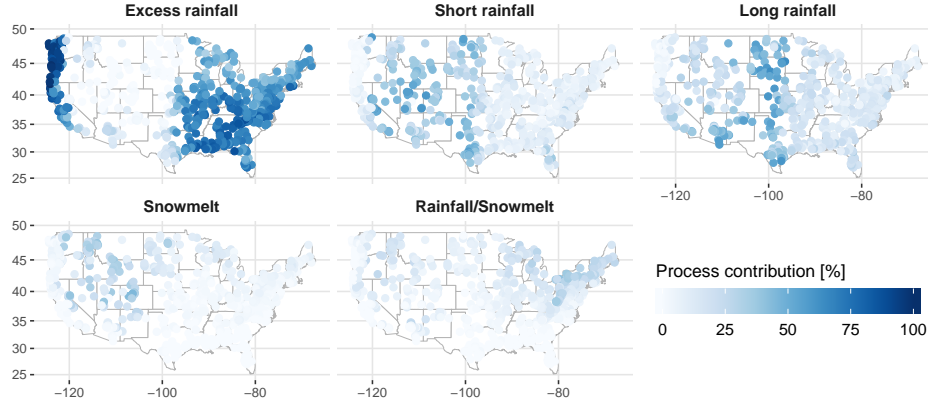 Excess rainfall Short rainfall Long rainfall
50
45
40
35
30
25
−120 −100 −80
Snowmelt Rainfall/Snowmelt
50
45
40
35
30
25
−120 −100 −80 −120 −100 −80
Process contribution [%]
0 25 50 75 100